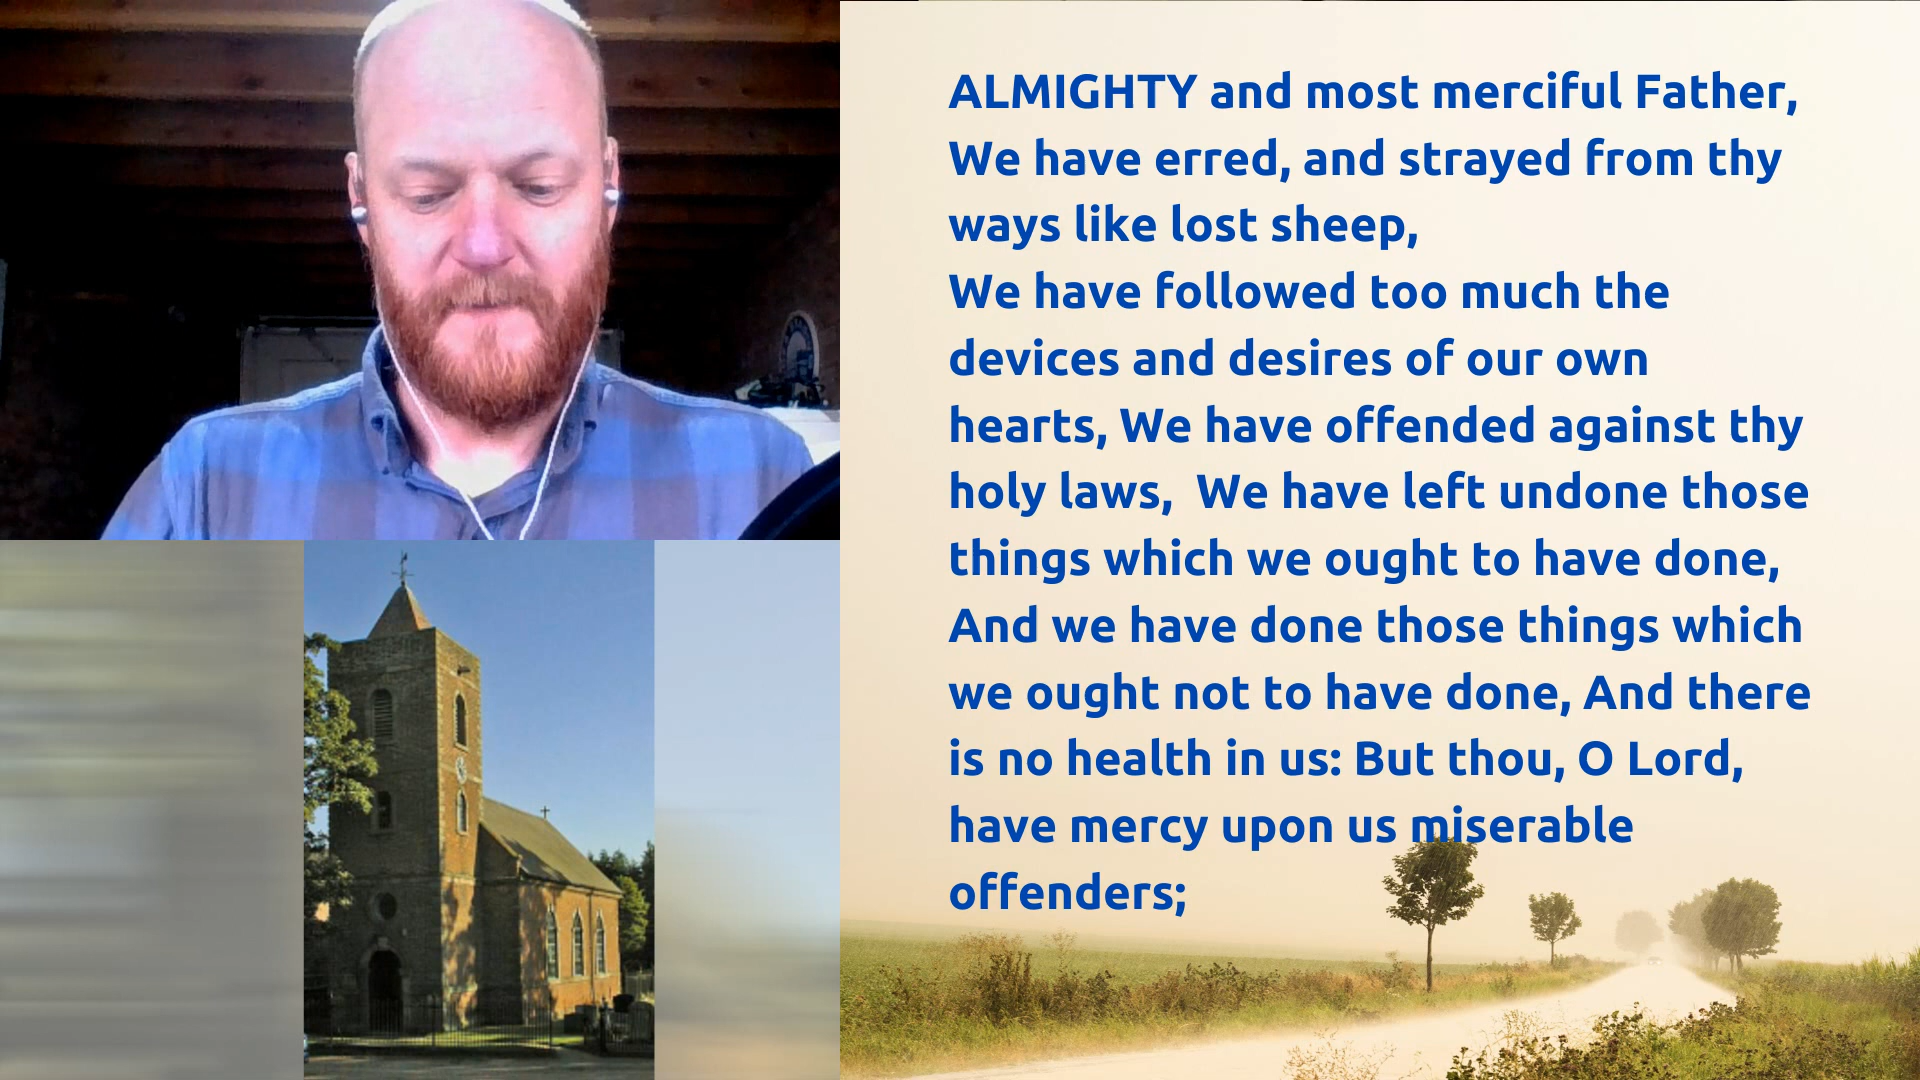 ALMIGHTY and most merciful Father,
We have erred, and strayed from thy
ways like lost sheep,
We have followed too much the
devices and desires of our own
hearts, We have offended against thy
holy laws,  We have left undone those
things which we ought to have done,
And we have done those things which
we ought not to have done, And there
is no health in us: But thou, O Lord,
have mercy upon us miserable
offenders;